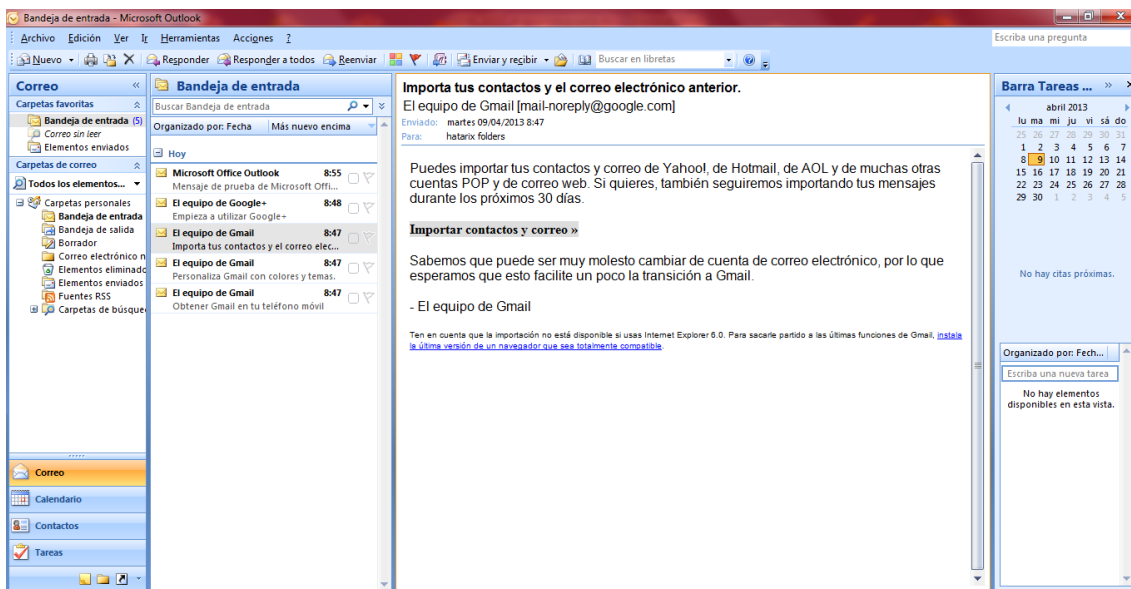 Bandeja de entrada - Microsoft Outlook
Archivo Edición Ver Ir Herramientas Acciones ?
Escriba una pregunta
Nuevo Responder Responder a todos Reenviar Enviar y recibir Buscar en libretas
Correo
Carpetas favoritas
Bandeja de entrada (5)
Correo sin leer
Elementos enviados
Carpetas de correo
Todos los elementos...
Carpetas personales
Bandeja de entrada
Bandeja de salida
Borrador
Correo electrónico n
Elementos eliminado
Elementos enviados
Fuentes RSS
Carpetas de búsque
Correo
Calendario
Contactos
Tareas
Bandeja de entrada
Buscar Bandeja de entrada
Organizado por: Fecha Más nuevo encima
Hoy
Microsoft Office Outlook 8:55
Mensaje de prueba de Microsoft Offi...
El equipo de Google+ 8:48
Empieza a utilizar Google+
El equipo de Gmail 8:47
Importa tus contactos y el correo elec...
El equipo de Gmail 8:47
Personaliza Gmail con colores y temas.
El equipo de Gmail 8:47
Obtener Gmail en tu teléfono móvil
Importa tus contactos y el correo electrónico anterior.
El equipo de Gmail [mail-noreply@google.com]
Enviado: martes 09/04/2013 8:47
Para: hatarix folders
Puedes importar tus contactos y correo de Yahoo!, de Hotmail, de AOL y de muchas otras
cuentas POP y de correo web. Si quieres, también seguiremos importando tus mensajes
durante los próximos 30 días.
Importar contactos y correo »
Sabemos que puede ser muy molesto cambiar de cuenta de correo electrónico, por lo que
esperamos que esto facilite un poco la transición a Gmail.
- El equipo de Gmail
Ten en cuenta que la importación no está disponible si usas Internet Explorer 6.0. Para sacarle partido a las últimas funciones de Gmail, instala
la última versión de un navegador que sea totalmente compatible.
Barra Tareas ... »
abril 2013
lu ma mi ju vi sá do
25 26 27 28 29 30 31
1 2 3 4 5 6 7
8 9 10 11 12 13 14
15 16 17 18 19 20 21
22 23 24 25 26 27 28
29 30 1 2 3 4 5
No hay citas próximas.
Organizado por: Fech...
Escriba una nueva tarea
No hay elementos
disponibles en esta vista.